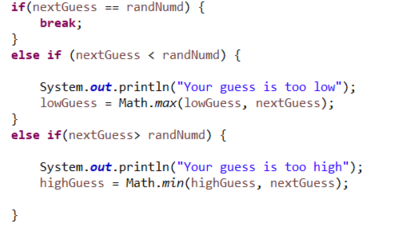 if(nextGuess == randNumd) {
break;
}
else if (nextGuess < randNumd) {
System.out.println("Your guess is too low");
lowGuess = Math.max(lowGuess, nextGuess);
}
else if(nextGuess> randNumd) {
System.out.println("Your guess is too high");
highGuess = Math.min(highGuess, nextGuess);
}